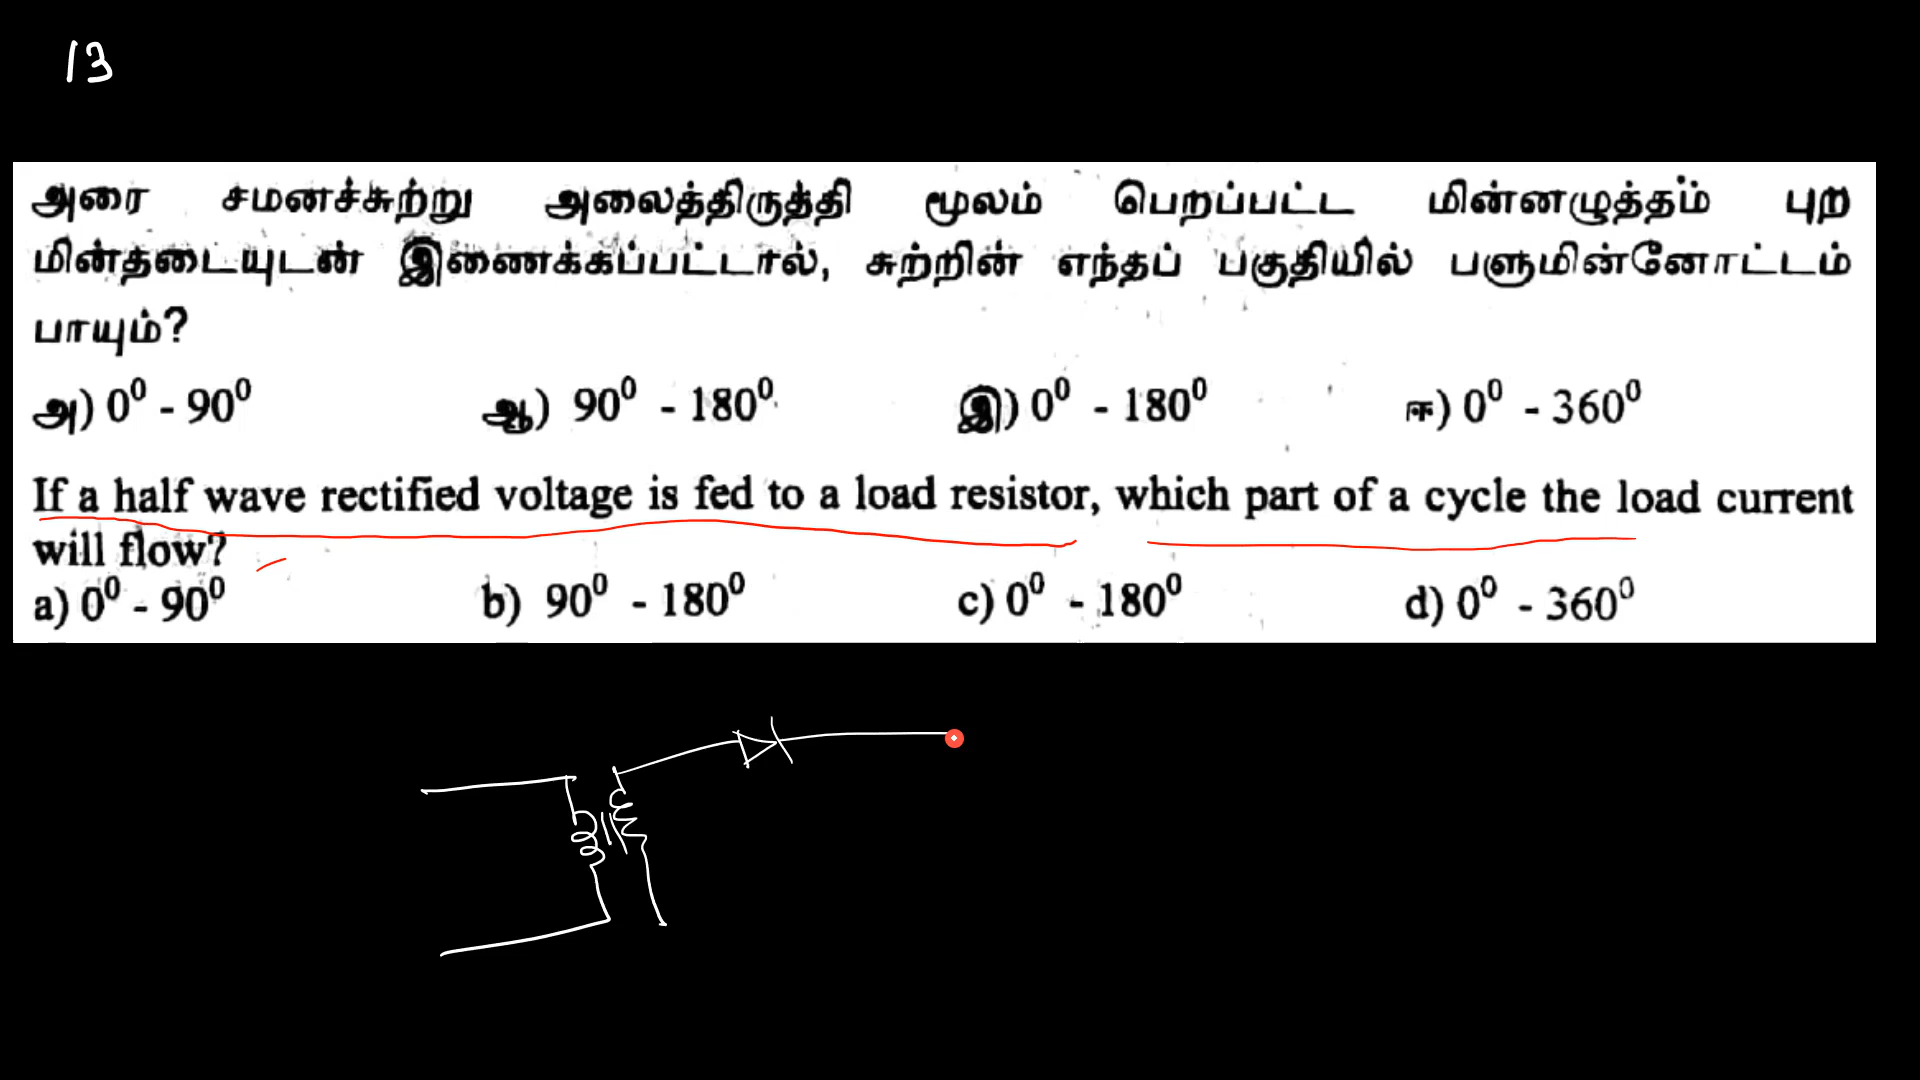 13
அரை சமனச்சுற்று அலைத்திருத்தி மூலம் பெறப்பட்ட மின்னழுத்தம் புற
மின்தடையுடன் இணைக்கப்பட்டால், சுற்றின் எந்தப் பகுதியில் பளுமின்னோட்டம்
பாயும்?
அ) 0⁰ - 90⁰ ஆ) 90⁰ - 180⁰ இ) 0⁰ - 180⁰ ஈ) 0⁰ - 360⁰
If a half wave rectified voltage is fed to a load resistor, which part of a cycle the load current
will flow?
a) 0⁰ - 90⁰ b) 90⁰ - 180⁰ c) 0⁰ - 180⁰ d) 0⁰ - 360⁰